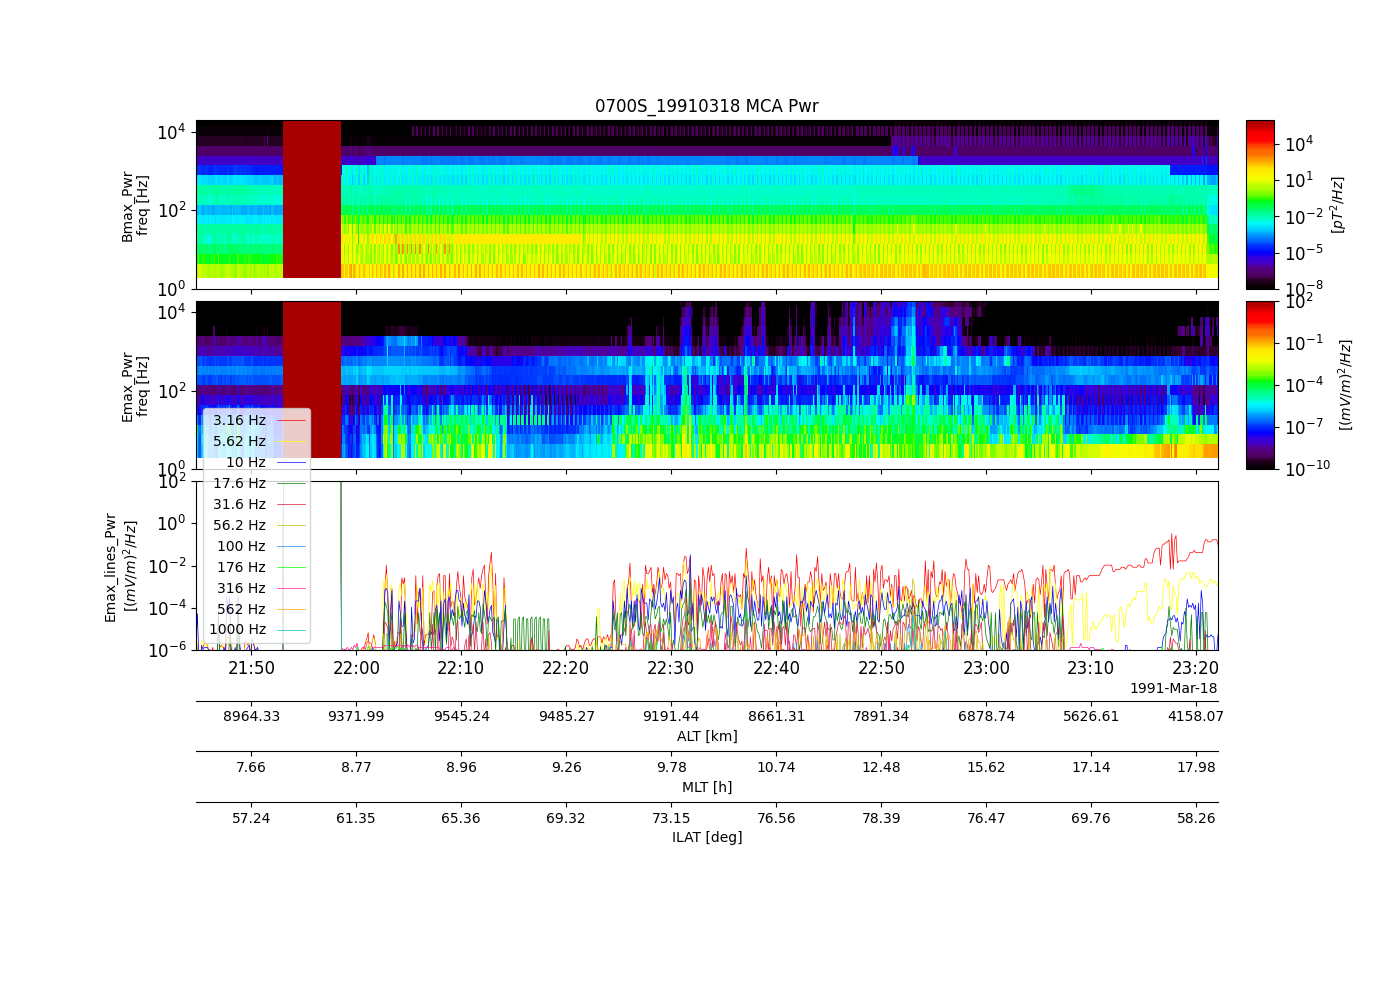 0700S_19910318 MCA Pwr
10^4
10^2
10^0
Bmax_Pwr
freq [Hz]
10^4
10^1
10^-2
10^-5
10^-8
[pT^2/Hz]
10^4
10^2
10^0
Emax_Pwr
freq [Hz]
10^2
10^-1
10^-4
10^-7
10^-10
[(mV/m)^2/Hz]
3.16 Hz
5.62 Hz
10 Hz
17.6 Hz
31.6 Hz
56.2 Hz
100 Hz
176 Hz
316 Hz
562 Hz
1000 Hz
10^2
10^0
10^-2
10^-4
10^-6
Emax_lines_Pwr
[(mV/m)^2/Hz]
21:50 22:00 22:10 22:20 22:30 22:40 22:50 23:00 23:10 23:20
1991-Mar-18
8964.33 9371.99 9545.24 9485.27 9191.44 8661.31 7891.34 6878.74 5626.61 4158.07
ALT [km]
7.66 8.77 8.96 9.26 9.78 10.74 12.48 15.62 17.14 17.98
MLT [h]
57.24 61.35 65.36 69.32 73.15 76.56 78.39 76.47 69.76 58.26
ILAT [deg]